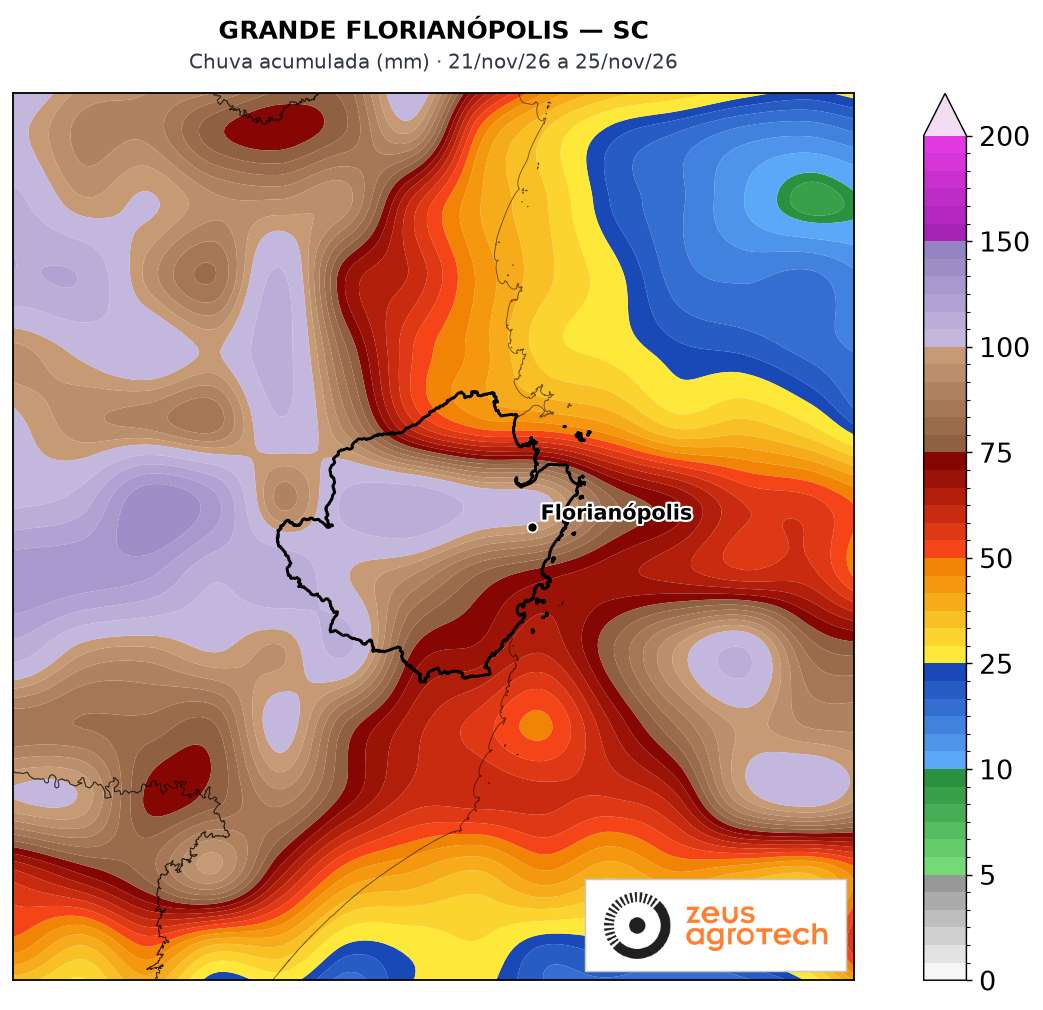 GRANDE FLORIANÓPOLIS — SC
Chuva acumulada (mm) · 21/nov/26 a 25/nov/26
Florianópolis
200
150
100
75
50
25
10
5
0
zeus
agrotech